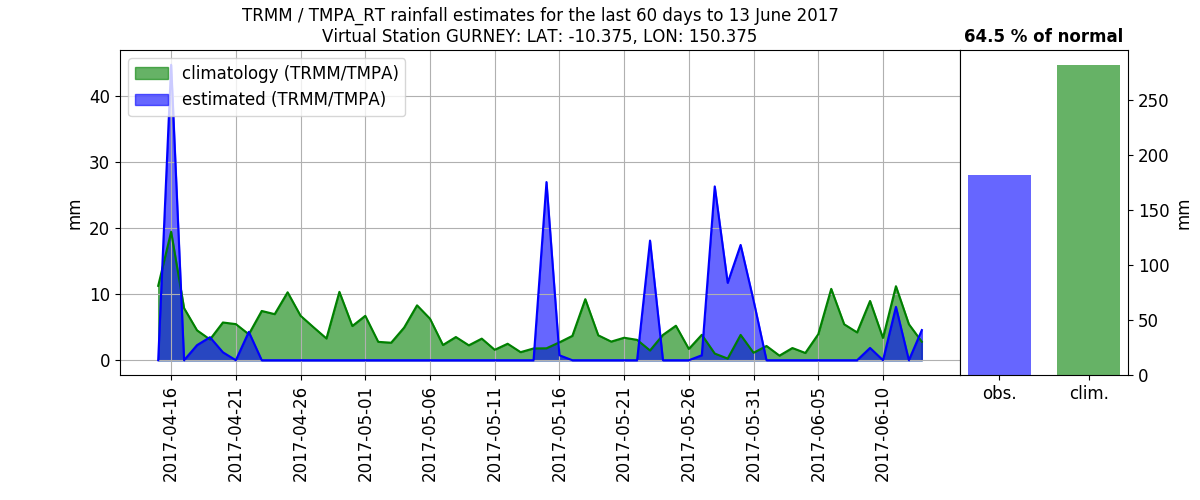 TRMM / TMPA_RT rainfall estimates for the last 60 days to 13 June 2017
Virtual Station GURNEY: LAT: -10.375, LON: 150.375
64.5 % of normal
climatology (TRMM/TMPA)
estimated (TRMM/TMPA)
mm
40
30
20
10
0
2017-04-16
2017-04-21
2017-04-26
2017-05-01
2017-05-06
2017-05-11
2017-05-16
2017-05-21
2017-05-26
2017-05-31
2017-06-05
2017-06-10
250
200
150
100
50
0
mm
obs.
clim.